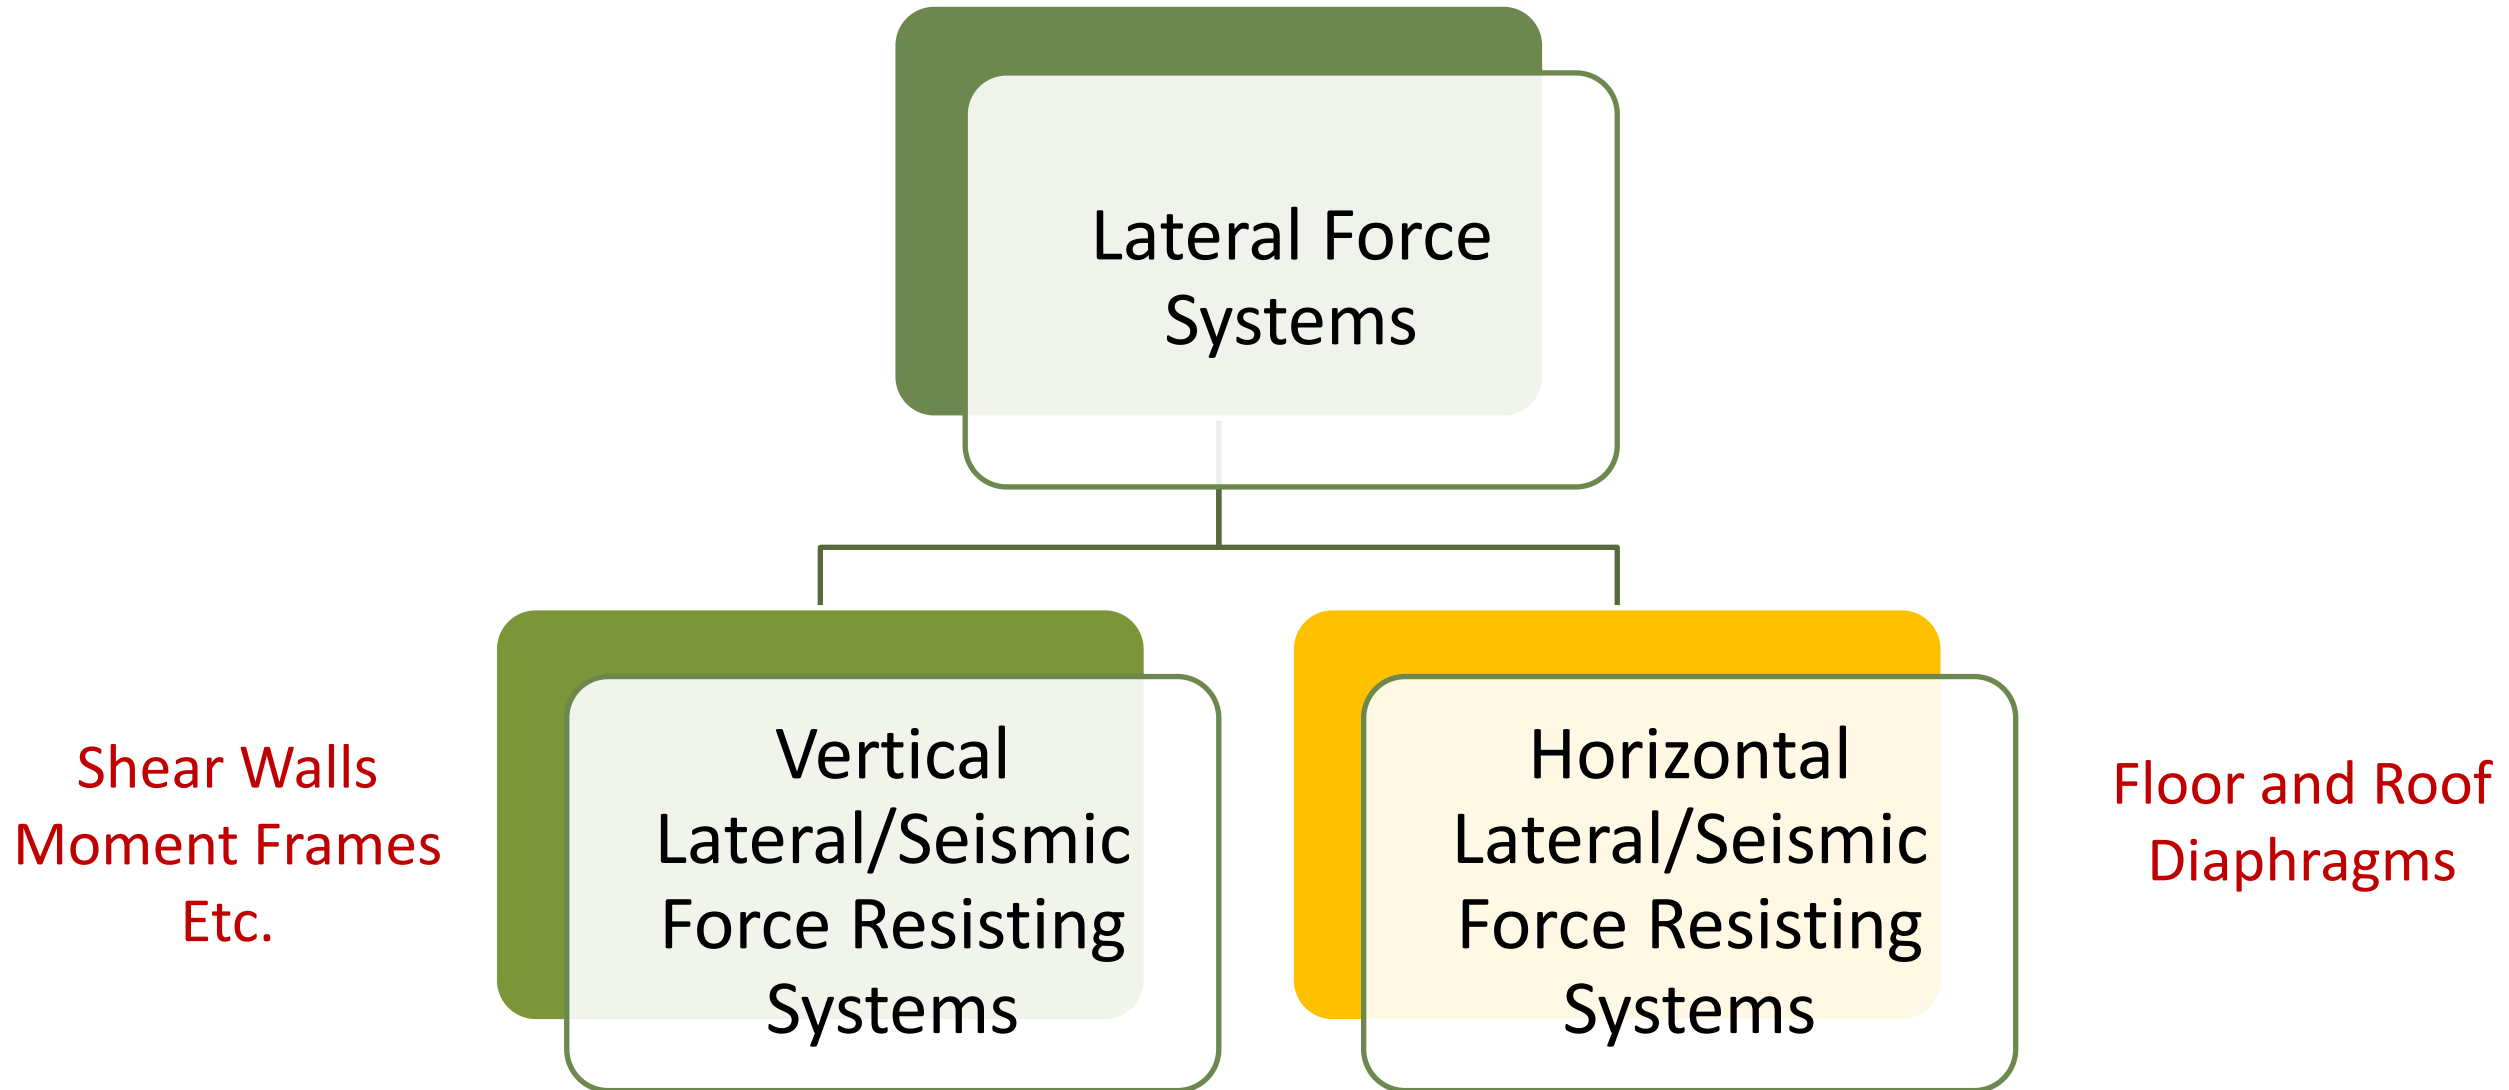 Lateral Force
Systems
Shear Walls
Moment Frames
Etc.
Vertical
Lateral/Seismic
Force Resisting
Systems
Horizontal
Lateral/Seismic
Force Resisting
Systems
Floor and Roof
Diaphragms